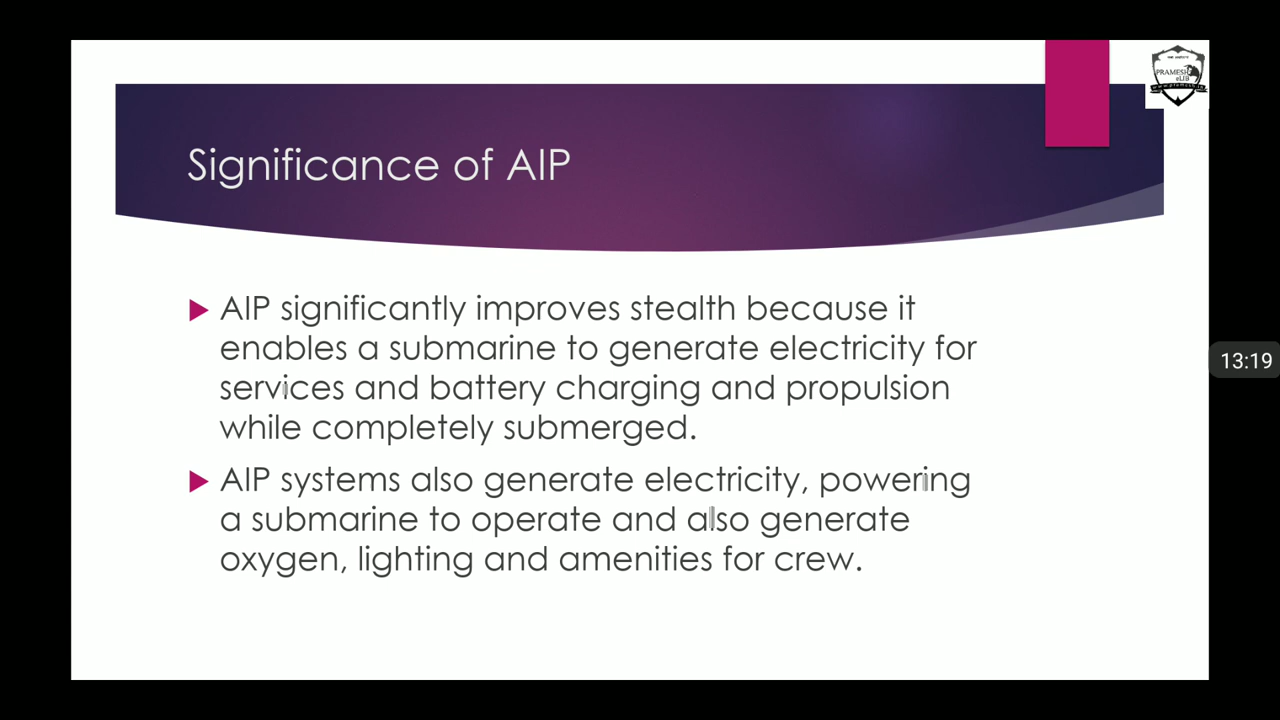 PRAMESH
eLIB
Significance of AIP
AIP significantly improves stealth because it
enables a submarine to generate electricity for
services and battery charging and propulsion
while completely submerged.
AIP systems also generate electricity, powering
a submarine to operate and also generate
oxygen, lighting and amenities for crew.
13:19